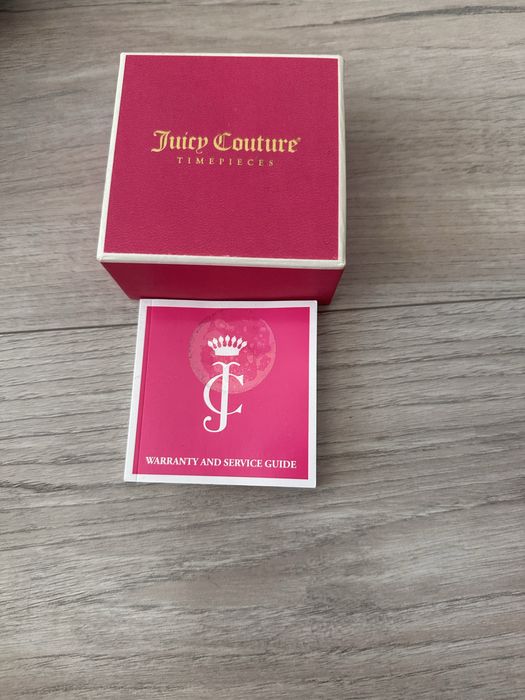 Juicy Couture®
TIMEPIECES
JC
WARRANTY AND SERVICE GUIDE